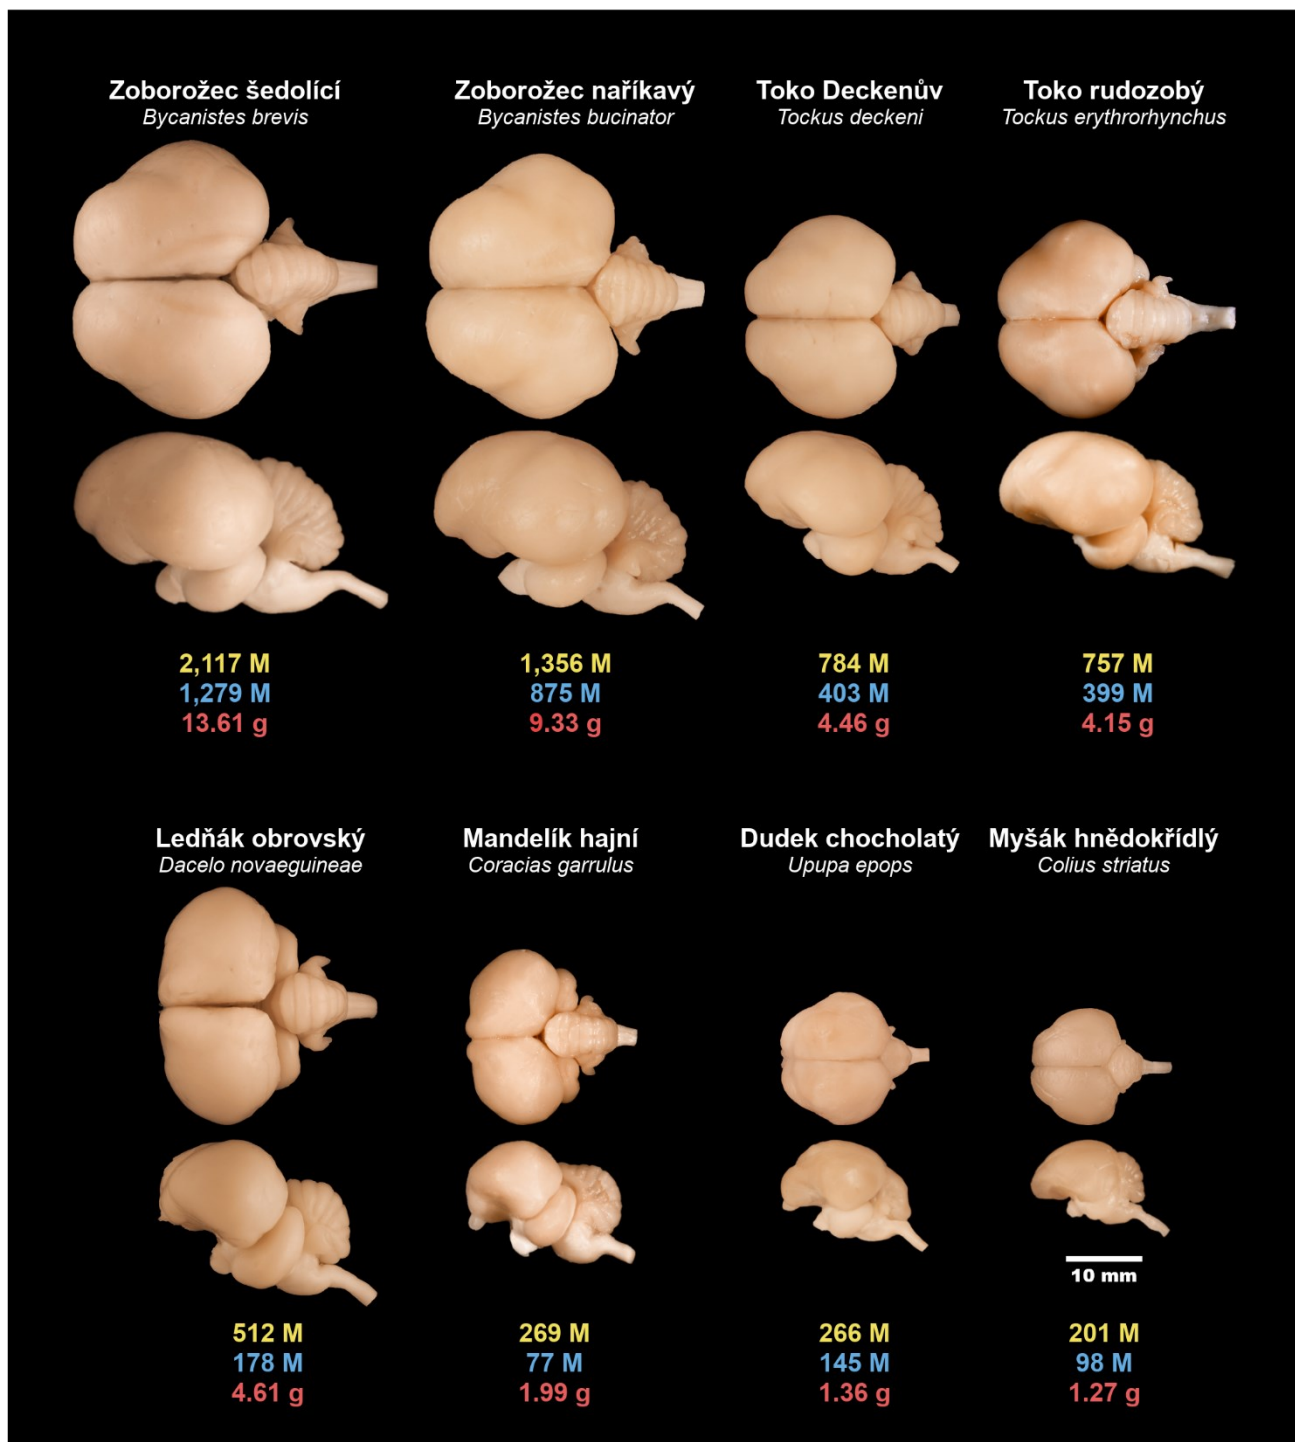 Zoborožec šedolící
Bycanistes brevis
Zoborožec naříkavý
Bycanistes bucinator
Toko Deckenův
Tockus deckeni
Toko rudozobý
Tockus erythrorhynchus
2,117 M
1,279 M
13.61 g
1,356 M
875 M
9.33 g
784 M
403 M
4.46 g
757 M
399 M
4.15 g
Ledňák obrovský
Dacelo novaeguineae
Mandelík hajní
Coracias garrulus
Dudek chocholatý
Upupa epops
Myšák hnědokřídlý
Colius striatus
10 mm
512 M
178 M
4.61 g
269 M
77 M
1.99 g
266 M
145 M
1.36 g
201 M
98 M
1.27 g